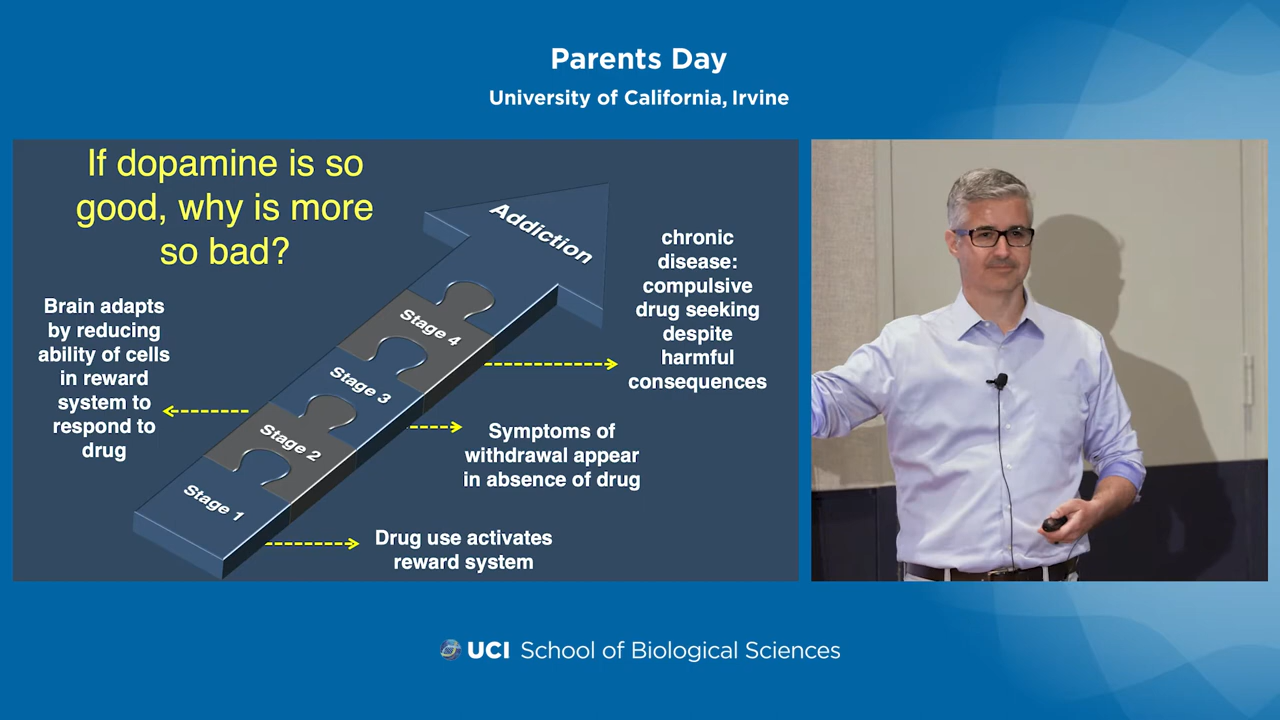 Parents Day
University of California, Irvine
If dopamine is so
good, why is more
so bad?
Addiction
Stage 4
Stage 3
Stage 2
Stage 1
Brain adapts
by reducing
ability of cells
in reward
system to
respond to
drug
chronic
disease:
compulsive
drug seeking
despite
harmful
consequences
Symptoms of
withdrawal appear
in absence of drug
Drug use activates
reward system
UCI School of Biological Sciences